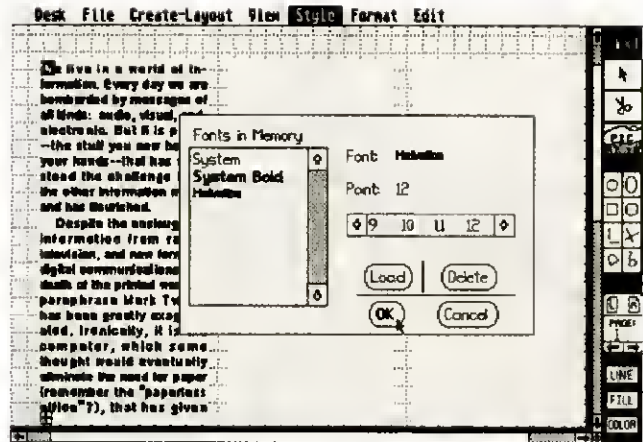 Desk File Create-Layout View Style Format Edit
We live in a world of in-
formation. Every day we are
bombarded by messages of
all kinds: audio, visual, and
electronic. But it is p
--the stuff you now ho
your hands--that has
stood the challenge
the other information m
and has flourished.
Despite the onslaug
information from ra
television, and new form
digital communications
death of the printed wor
paraphrase Mark Tw
has been greatly exag
ated. Ironically, it is
computer, which some
thought would eventually
eliminate the need for paper
(remember the "paperless
office"?), that has given
Fonts in Memory
System
System Bold
Helvetica
Font: Helvetica
Point: 12
9 10 11 12
Load Delete
OK Cancel
TEXT
PIC
PAGE:
LINE
FILL
COLOR